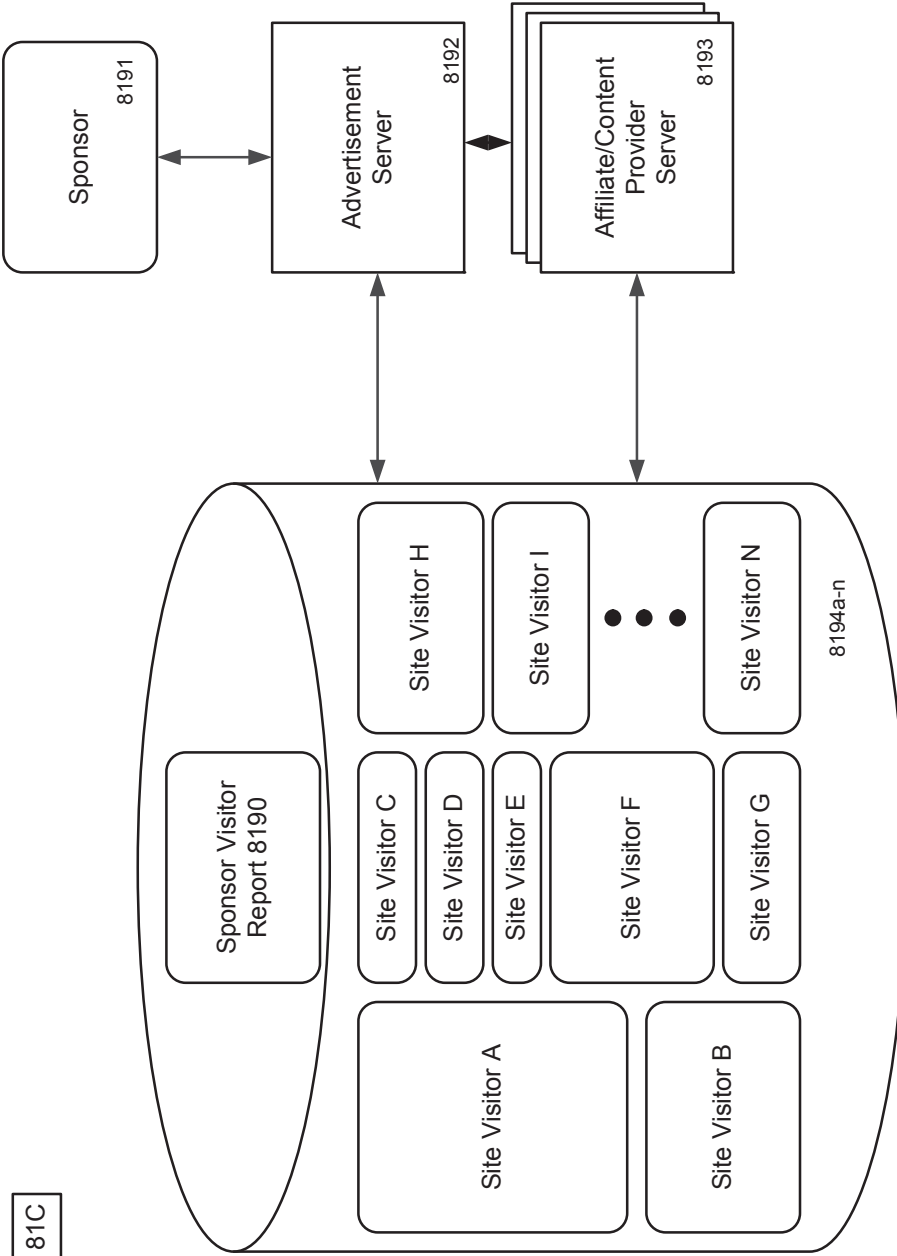 81C
Sponsor Visitor
Report 8190
Site Visitor A
Site Visitor B
Site Visitor C
Site Visitor D
Site Visitor E
Site Visitor F
Site Visitor G
Site Visitor H
Site Visitor I
Site Visitor N
8194a-n
Sponsor
8191
Advertisement
Server
8192
Affiliate/Content
Provider
Server
8193